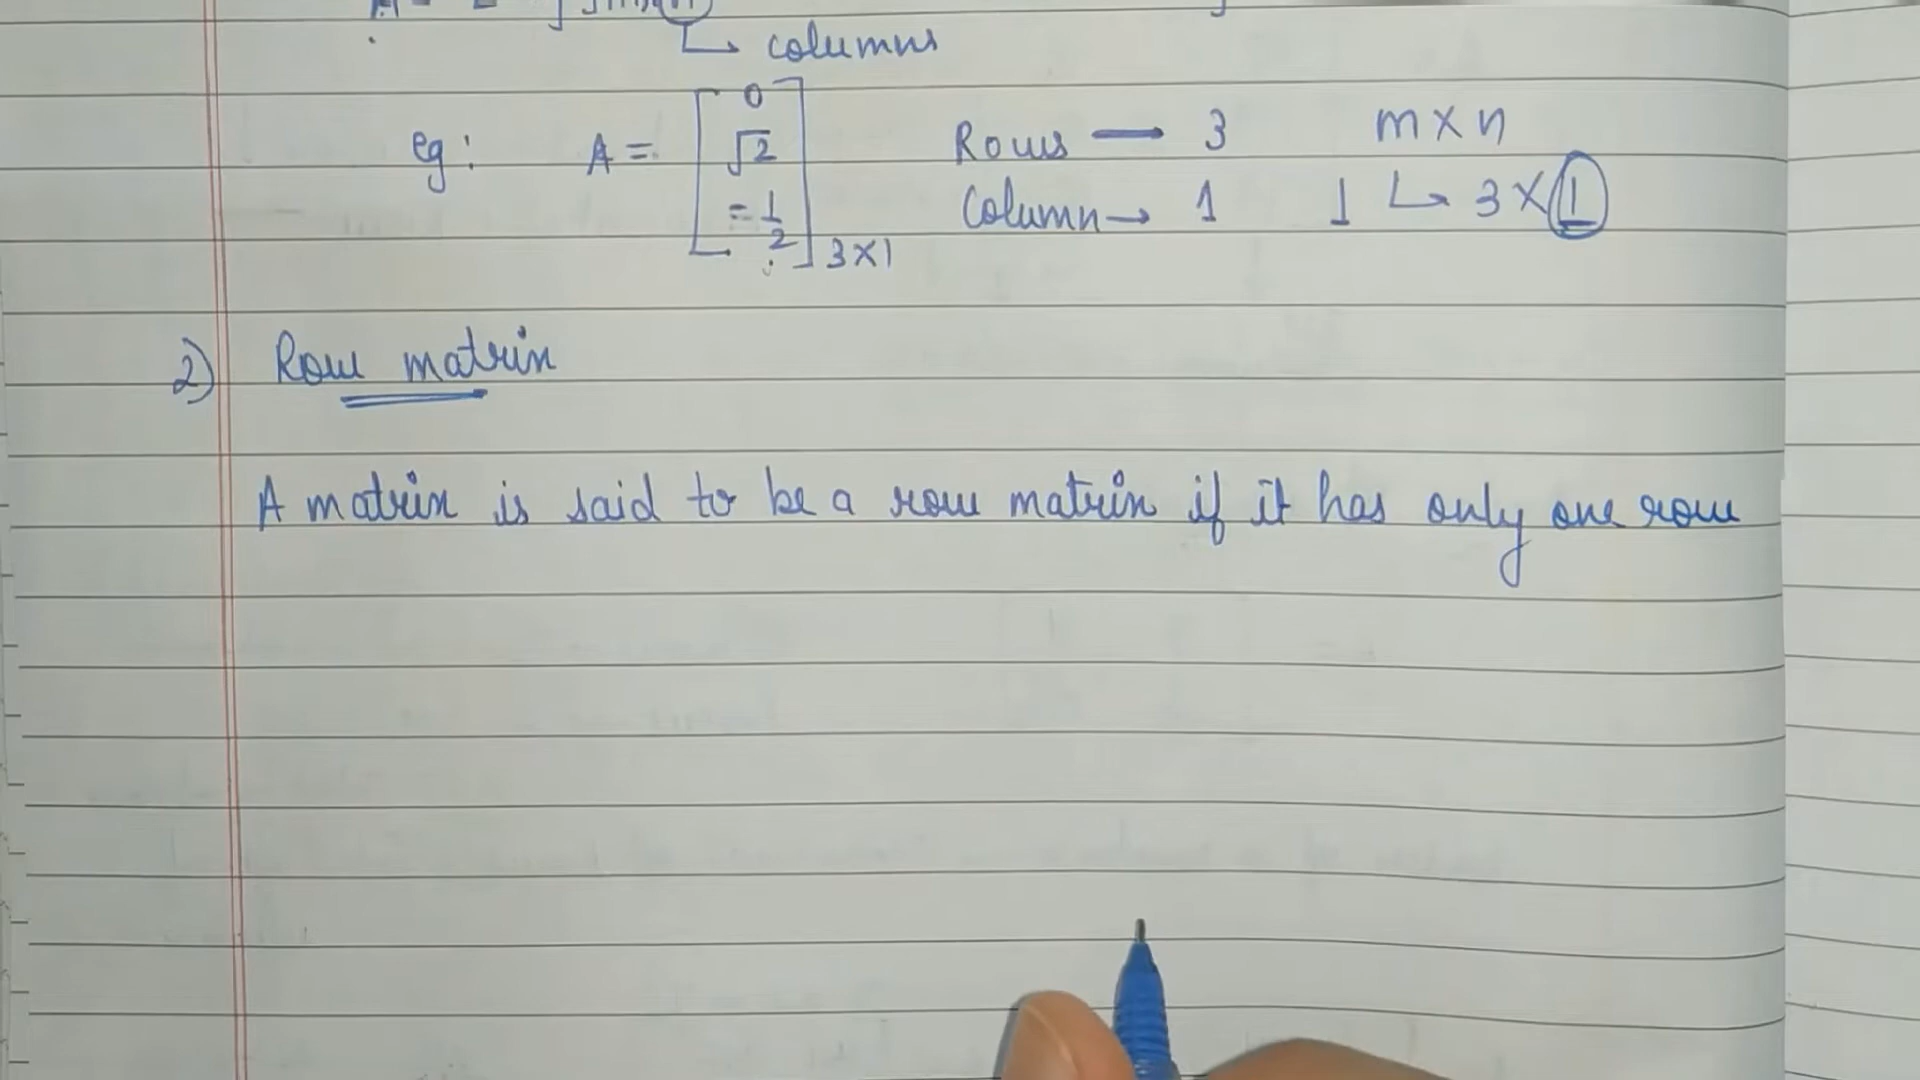 ↳ columns
eg: A = [ 0 Rows → 3 m × n
√2
-1/2 ] 3×1 Column → 1 1 ↳ 3 × 1
2) Row matrix
A matrix is said to be a row matrix if it has only one row